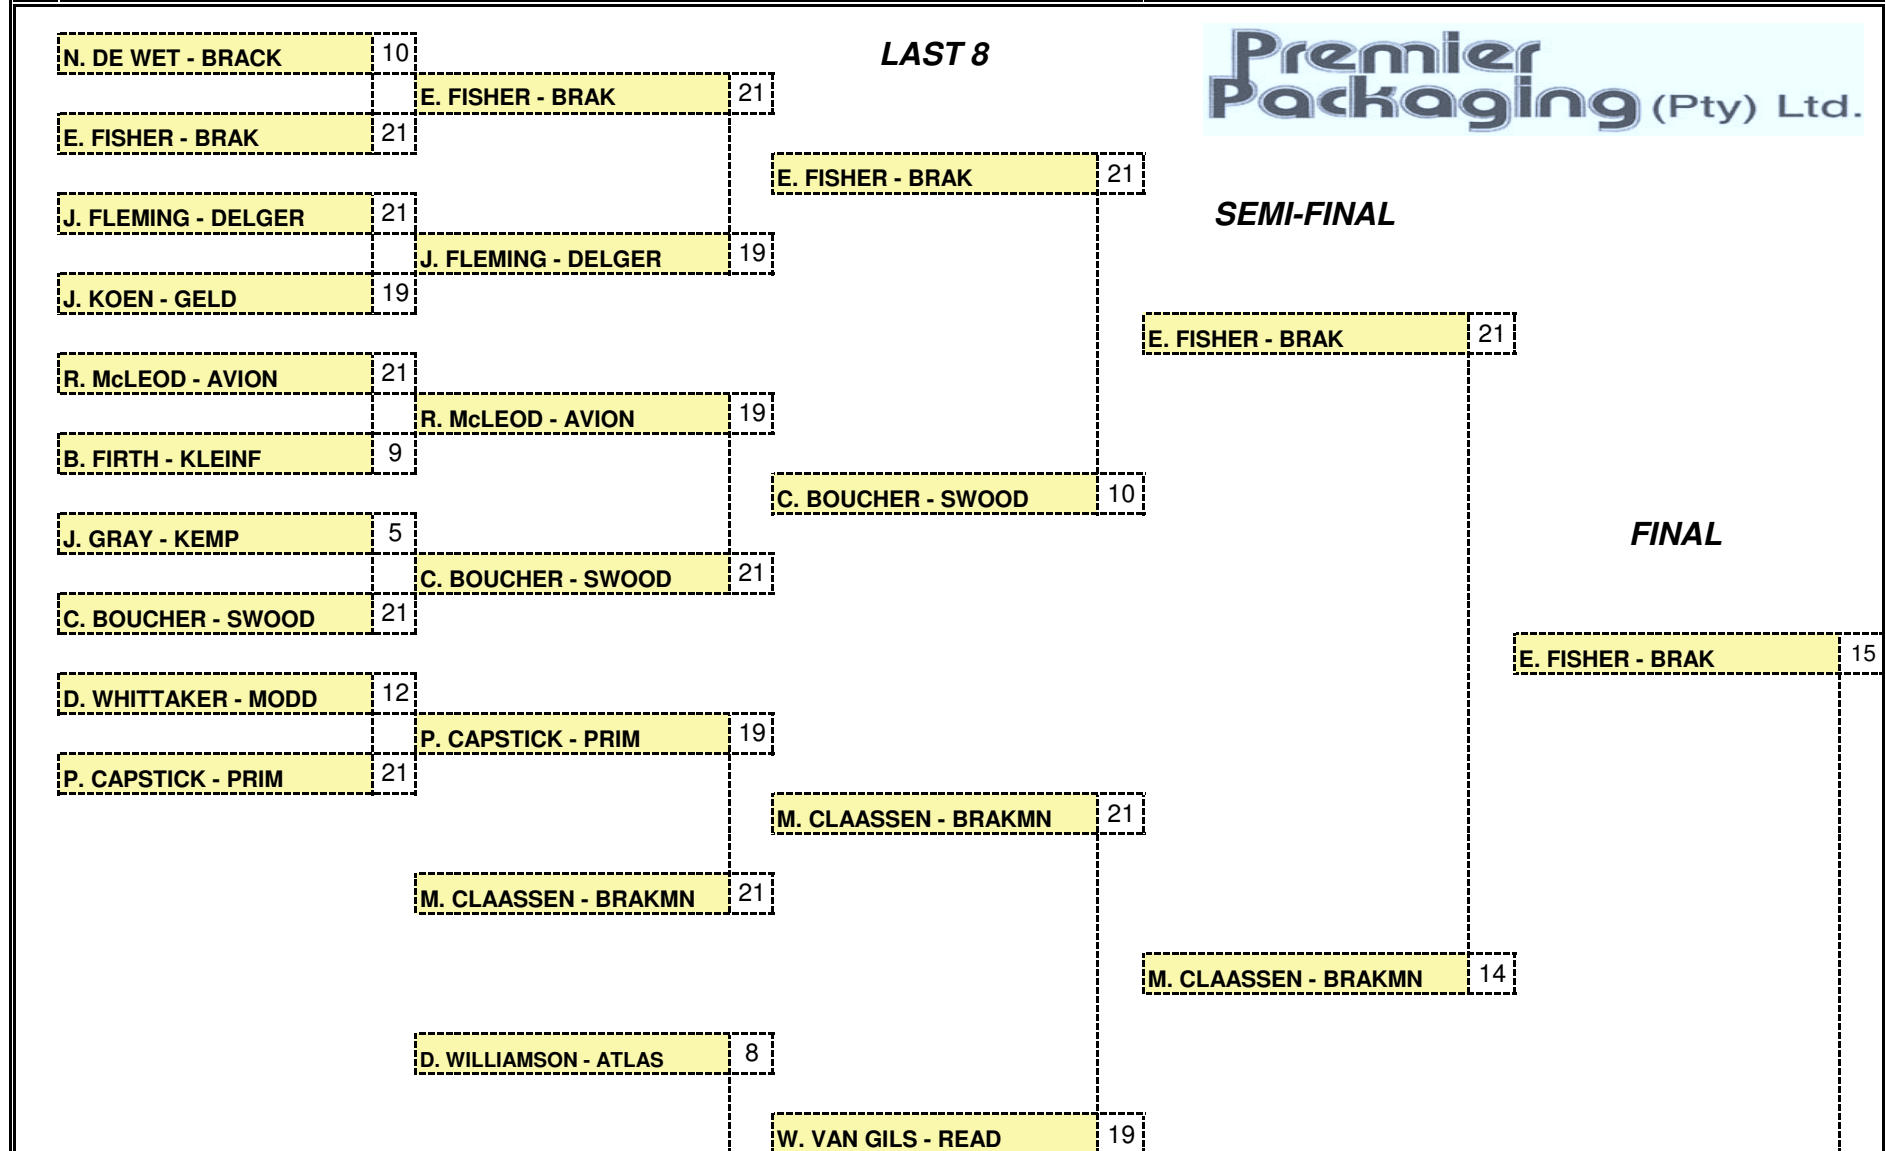 N. DE WET - BRACK 10
LAST 8
Premier
Packaging (Pty) Ltd.
E. FISHER - BRAK 21
E. FISHER - BRAK 21
E. FISHER - BRAK 21
J. FLEMING - DELGER 21
SEMI-FINAL
J. FLEMING - DELGER 19
J. KOEN - GELD 19
E. FISHER - BRAK 21
R. McLEOD - AVION 21
R. McLEOD - AVION 19
B. FIRTH - KLEINF 9
C. BOUCHER - SWOOD 10
J. GRAY - KEMP 5
FINAL
C. BOUCHER - SWOOD 21
C. BOUCHER - SWOOD 21
E. FISHER - BRAK 15
D. WHITTAKER - MODD 12
P. CAPSTICK - PRIM 19
P. CAPSTICK - PRIM 21
M. CLAASSEN - BRAKMN 21
M. CLAASSEN - BRAKMN 21
M. CLAASSEN - BRAKMN 14
D. WILLIAMSON - ATLAS 8
W. VAN GILS - READ 19